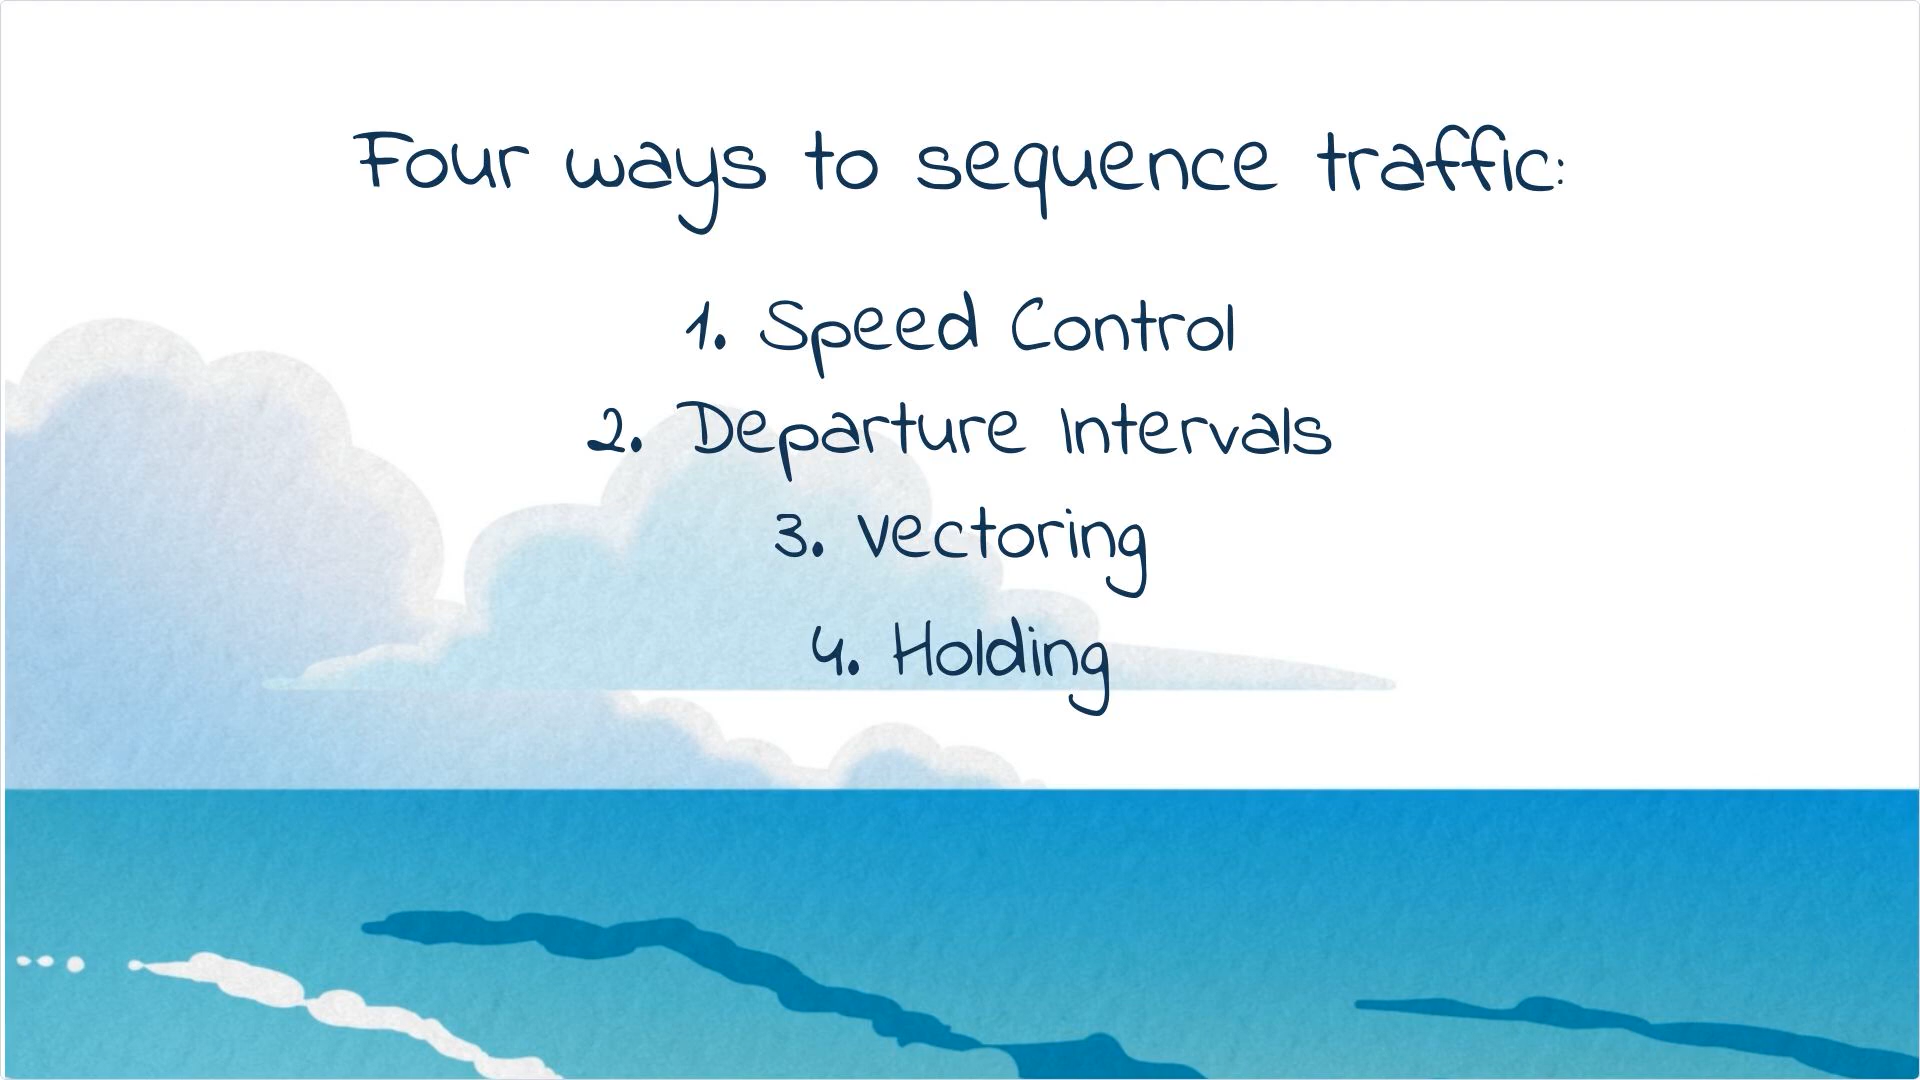 Four ways to sequence traffic:
1. Speed Control
2. Departure Intervals
3. Vectoring
4. Holding